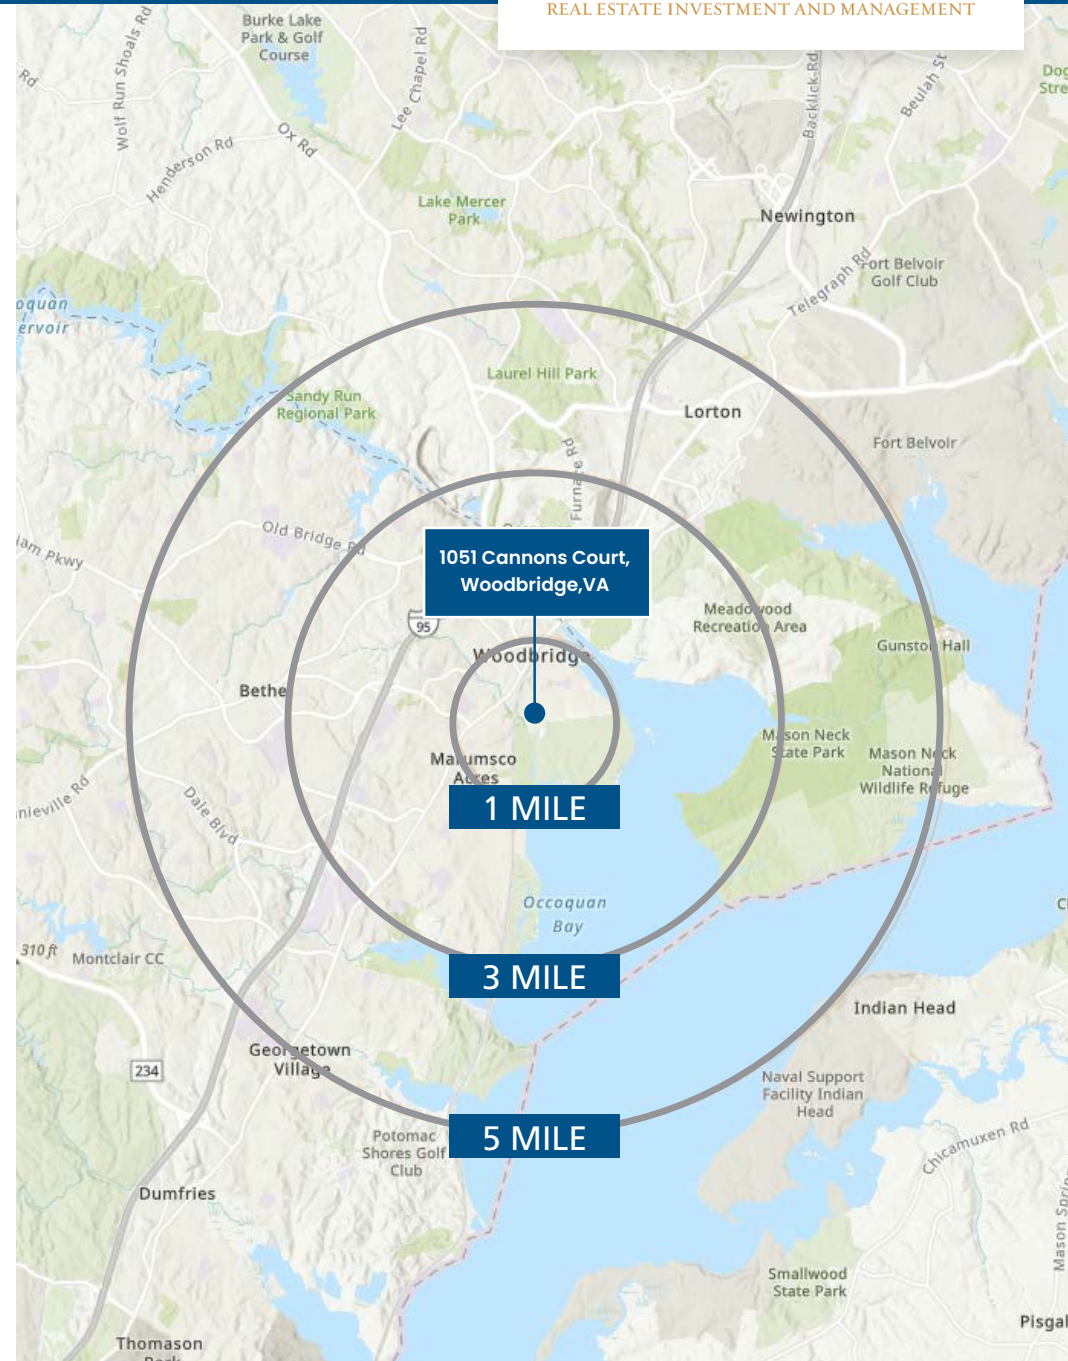 REAL ESTATE INVESTMENT AND MANAGEMENT
Burke Lake
Park & Golf
Course
Wolf Run Shoals Rd
Rd
Lee Chapel Rd
Backlick Rd
Beulah St
Ox Rd
Henderson Rd
Lake Mercer
Park
Newington
Fort Belvoir
Golf Club
Telegraph Rd
Laurel Hill Park
Sandy Run
Regional Park
Lorton
Fort Belvoir
Furnace Rd
Old Bridge Rd
1051 Cannons Court,
Woodbridge,VA
95
Meadowood
Recreation Area
Woodbridge
Gunston Hall
Bethe
Mason Neck
State Park
Marumsco
Acres
Mason Neck
National
Wildlife Refuge
Dale Blvd
1 MILE
Occoquan
Bay
310 ft
Montclair CC
3 MILE
Indian Head
Georgetown
Village
234
Naval Support
Facility Indian
Head
5 MILE
Potomac
Shores Golf
Club
Chicamuxen Rd
Dumfries
Smallwood
State Park
Thomason